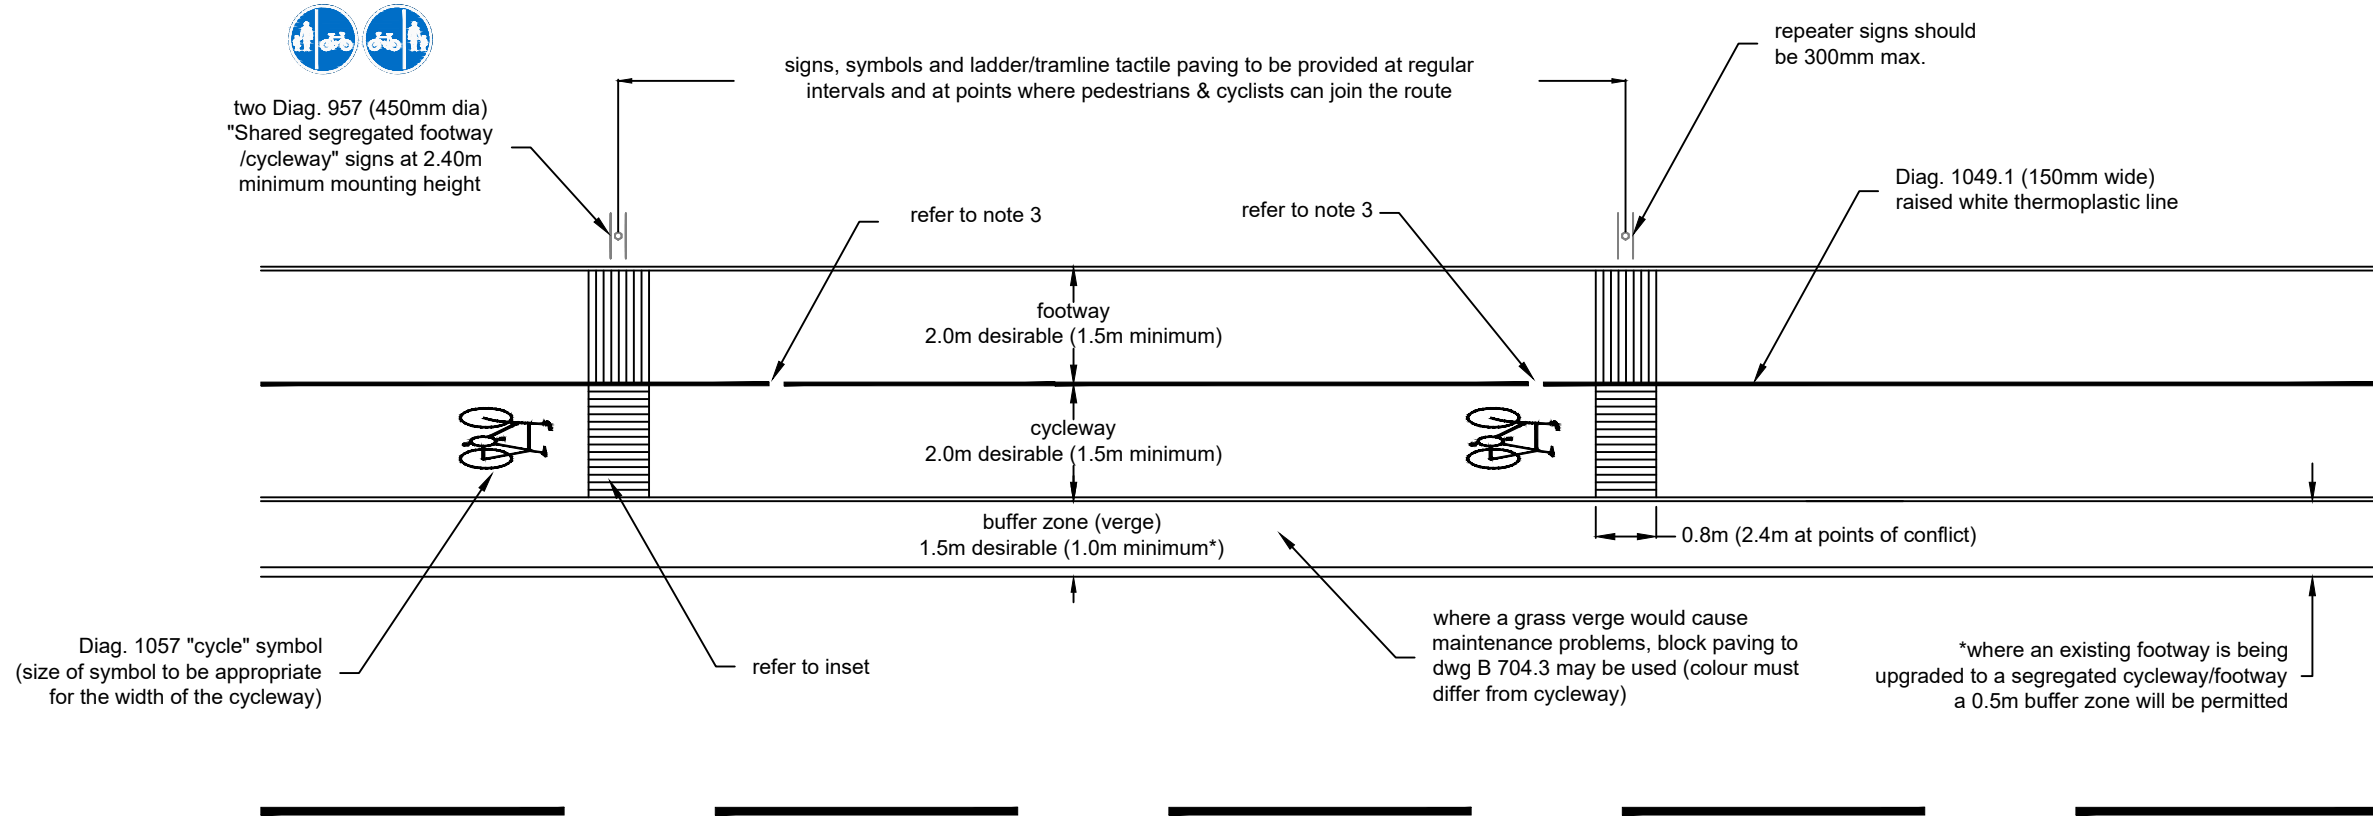 two Diag. 957 (450mm dia)
"Shared segregated footway
/cycleway" signs at 2.40m
minimum mounting height
signs, symbols and ladder/tramline tactile paving to be provided at regular
intervals and at points where pedestrians & cyclists can join the route
repeater signs should
be 300mm max.
refer to note 3
refer to note 3
Diag. 1049.1 (150mm wide)
raised white thermoplastic line
footway
2.0m desirable (1.5m minimum)
cycleway
2.0m desirable (1.5m minimum)
buffer zone (verge)
1.5m desirable (1.0m minimum*)
0.8m (2.4m at points of conflict)
Diag. 1057 "cycle" symbol
(size of symbol to be appropriate
for the width of the cycleway)
refer to inset
where a grass verge would cause
maintenance problems, block paving to
dwg B 704.3 may be used (colour must
differ from cycleway)
*where an existing footway is being
upgraded to a segregated cycleway/footway
a 0.5m buffer zone will be permitted